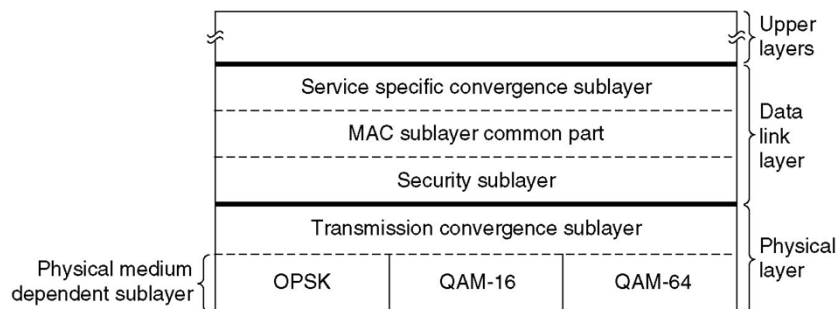 Upper
layers
Service specific convergence sublayer
MAC sublayer common part
Security sublayer
Data
link
layer
Transmission convergence sublayer
Physical
layer
Physical medium
dependent sublayer
OPSK
QAM-16
QAM-64